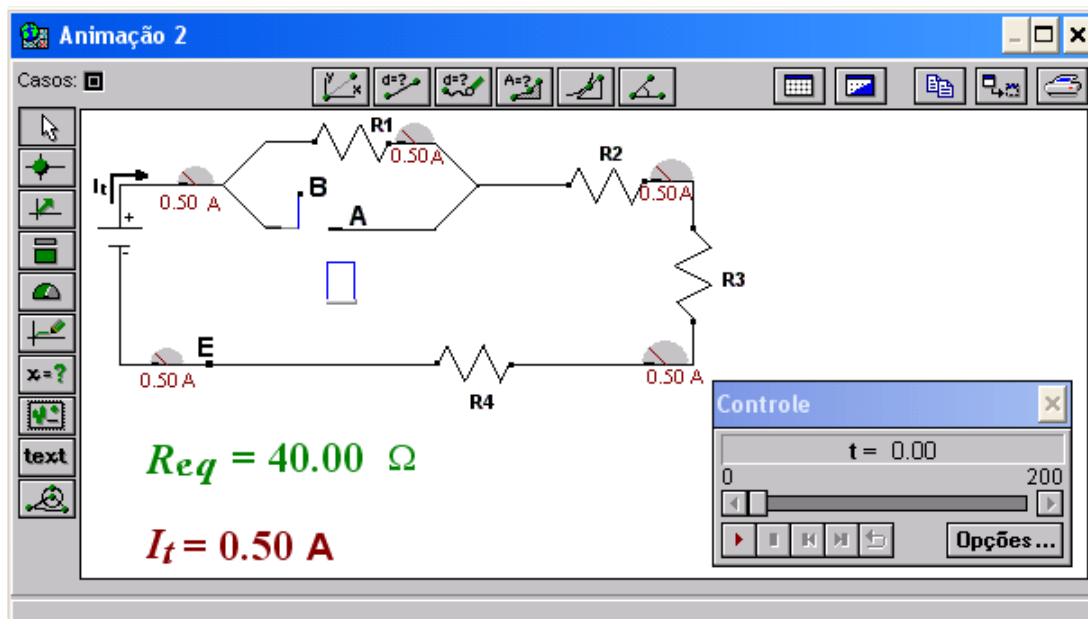 Animação 2
Casos:
y x d=? d=? A=?
R1
0.50 A
R2
It
0.50 A
B
0.50 A
A
+
-
R3
E
0.50 A
0.50 A
R4
x=?
text
Controle
t = 0.00
0 200
Opções...
Req = 40.00 Ω
It = 0.50 A